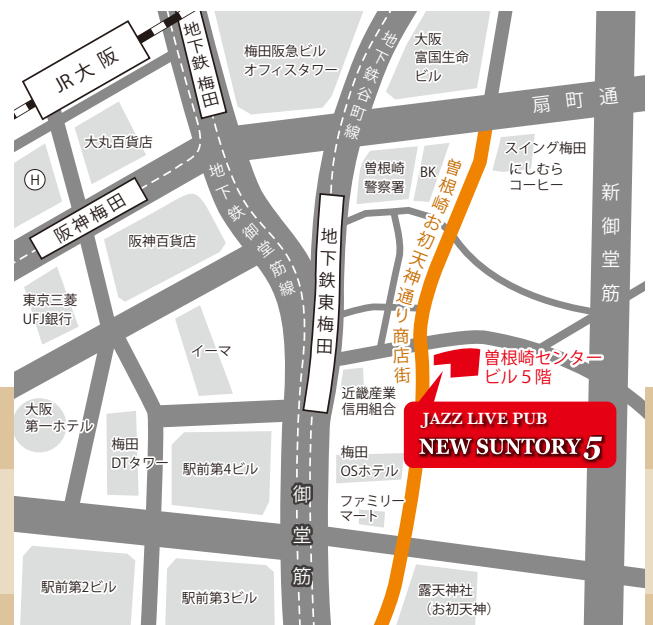 JR大阪
地下鉄梅田
梅田阪急ビル
オフィスタワー
地下鉄谷町線
大阪
富国生命
ビル
扇町通
大丸百貨店
スイング梅田
にしむら
コーヒー
曽根崎
警察署
BK
H
阪神梅田
阪神百貨店
地下鉄御堂筋線
地下鉄東梅田
曽根崎お初天神通り商店街
新御堂筋
東京三菱
UFJ銀行
イーマ
曽根崎センター
ビル5階
近畿産業
信用組合
JAZZ LIVE PUB
NEW SUNTORY 5
大阪
第一ホテル
梅田
DTタワー
駅前第4ビル
梅田
OSホテル
ファミリー
マート
御堂筋
駅前第2ビル
駅前第3ビル
露天神社
（お初天神）